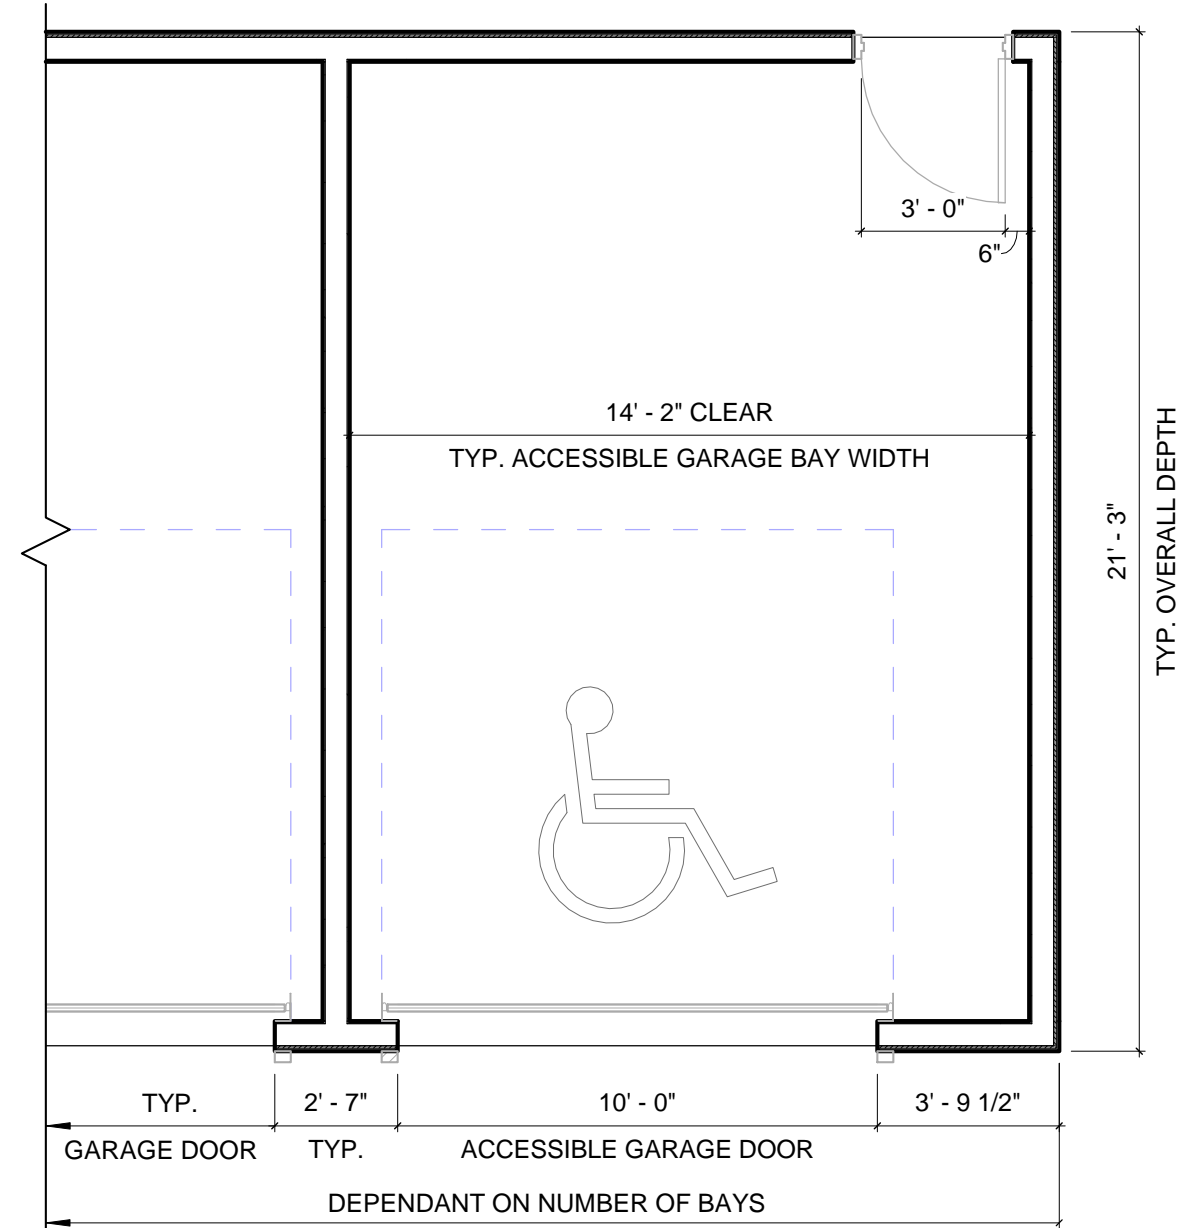 3' - 0"
6"
14' - 2" CLEAR
TYP. ACCESSIBLE GARAGE BAY WIDTH
21' - 3"
TYP. OVERALL DEPTH
TYP.
2' - 7"
10' - 0"
3' - 9 1/2"
GARAGE DOOR
TYP.
ACCESSIBLE GARAGE DOOR
DEPENDANT ON NUMBER OF BAYS